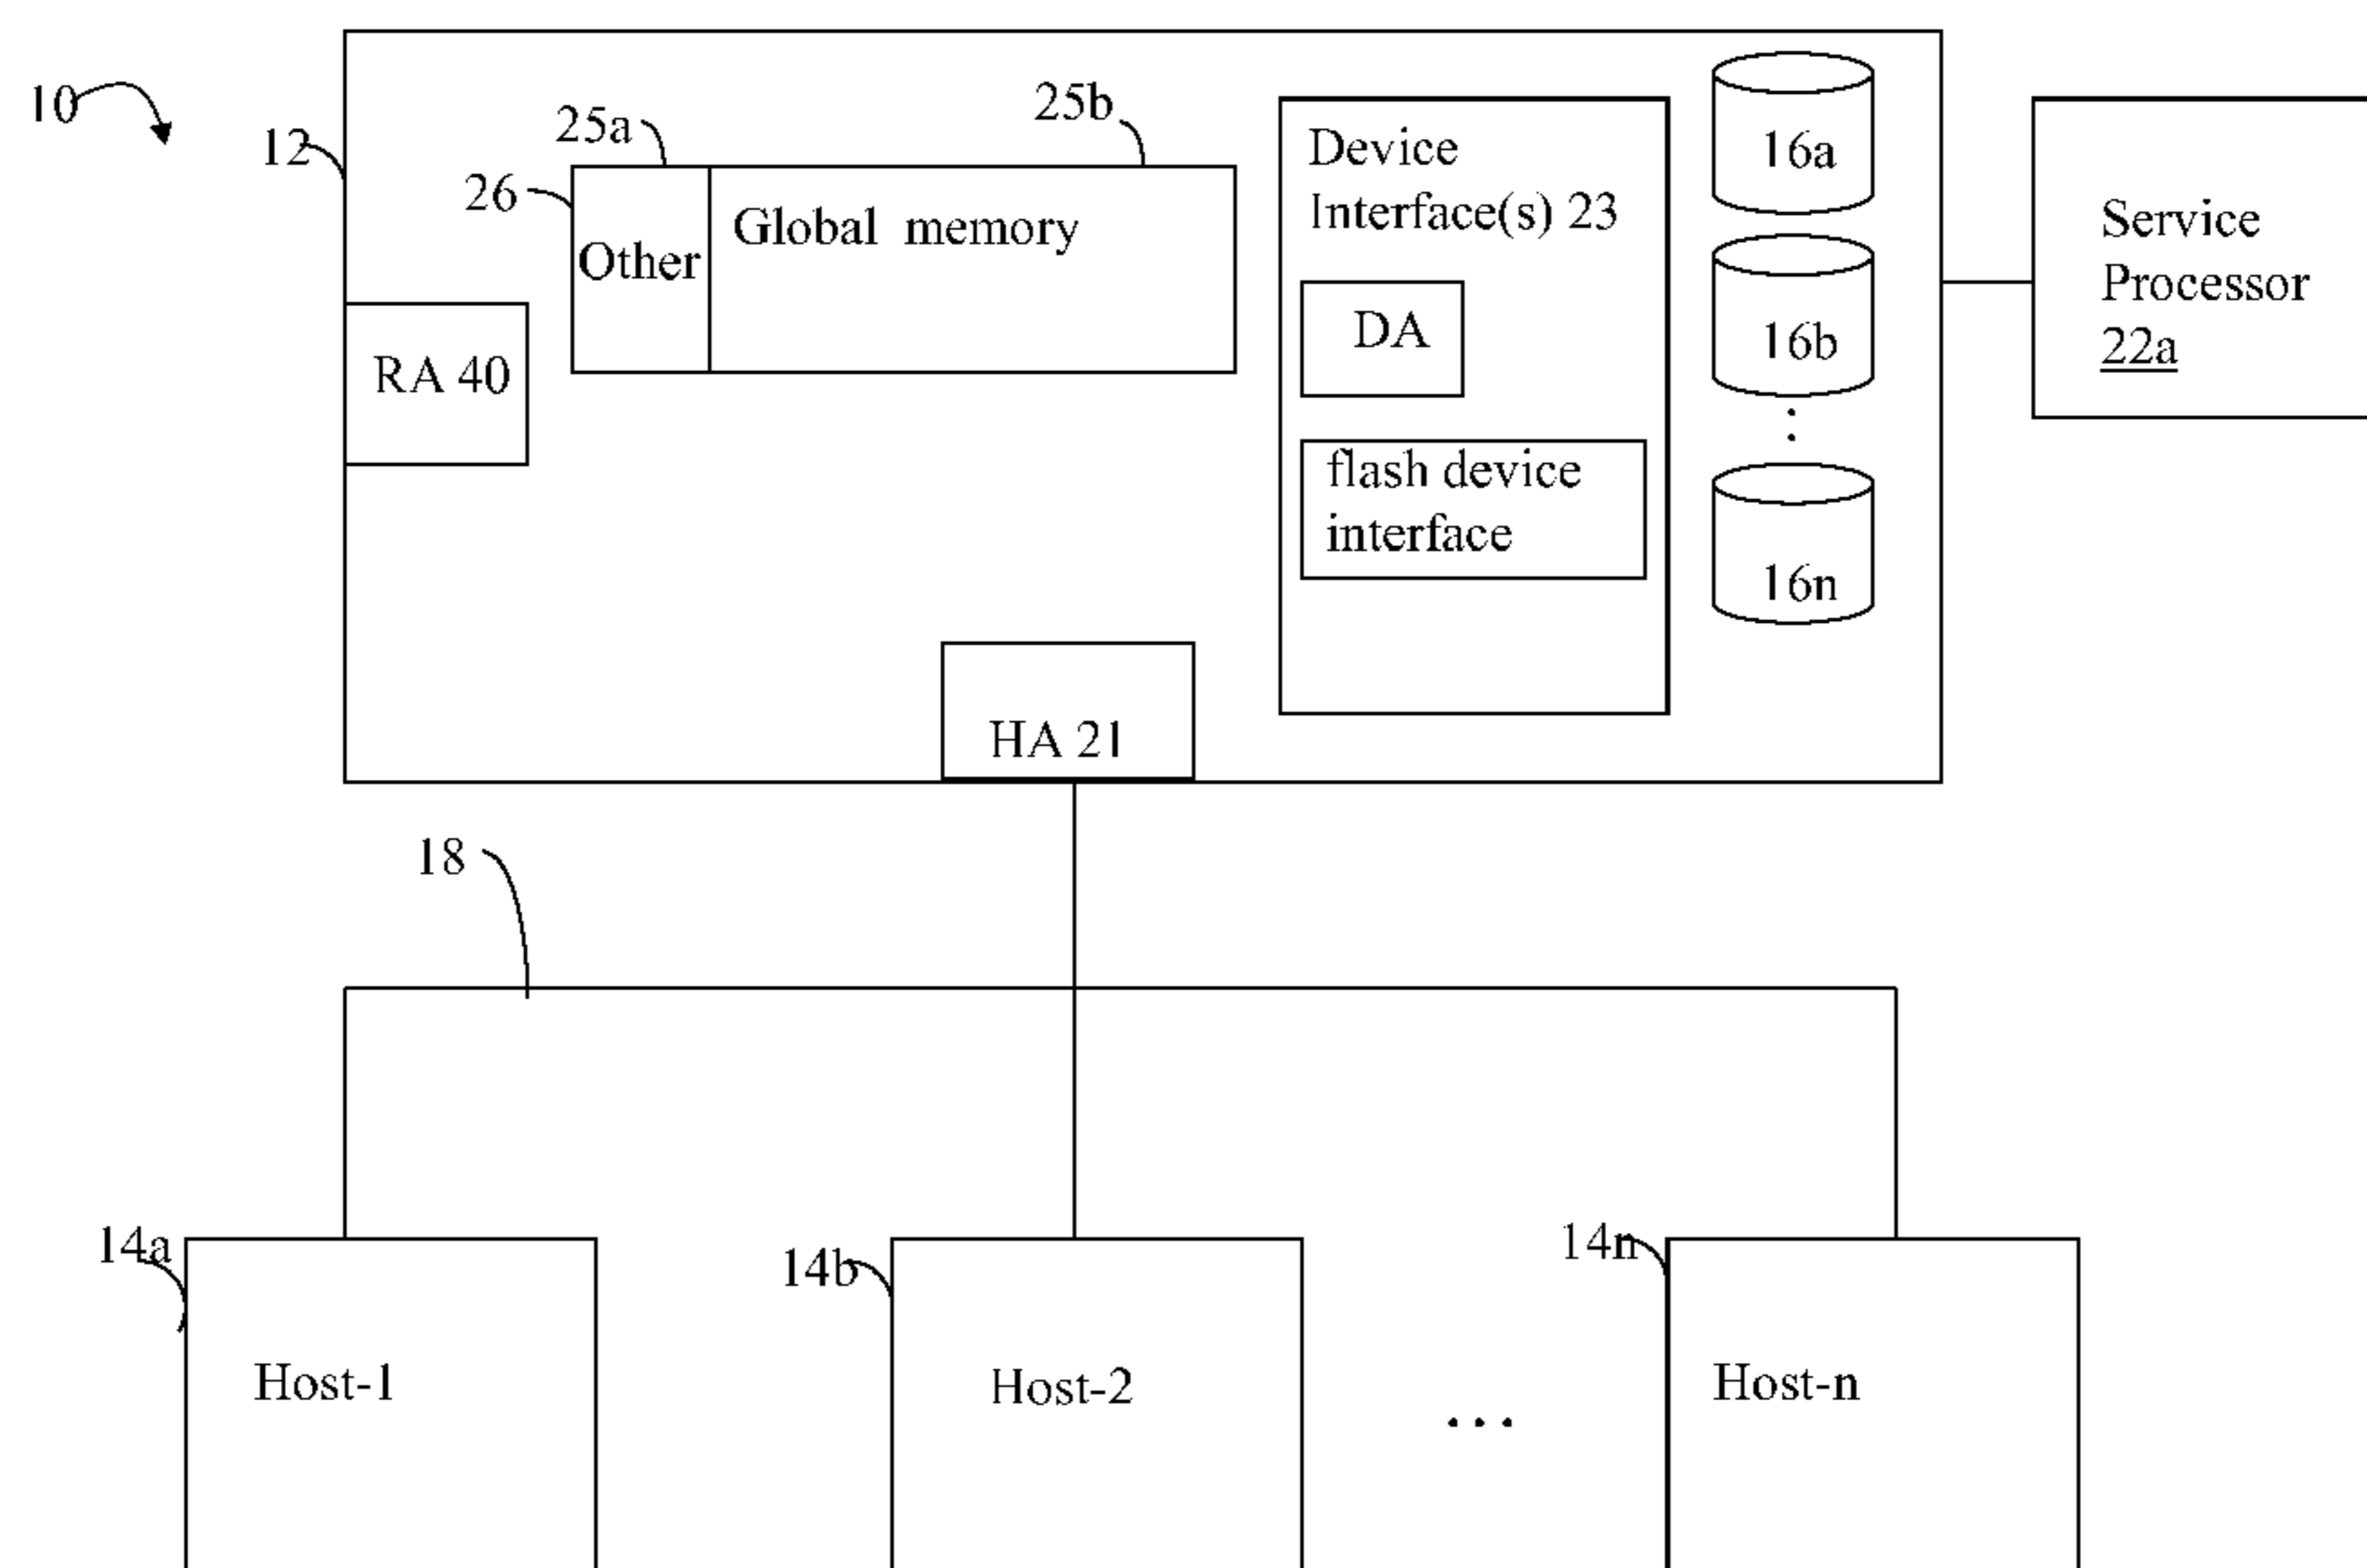 10
12
25a
25b
26
Other
Global memory
RA 40
Device
Interface(s) 23
DA
flash device
interface
16a
16b
16n
Service
Processor
22a
HA 21
18
14a
Host-1
14b
Host-2
...
14n
Host-n